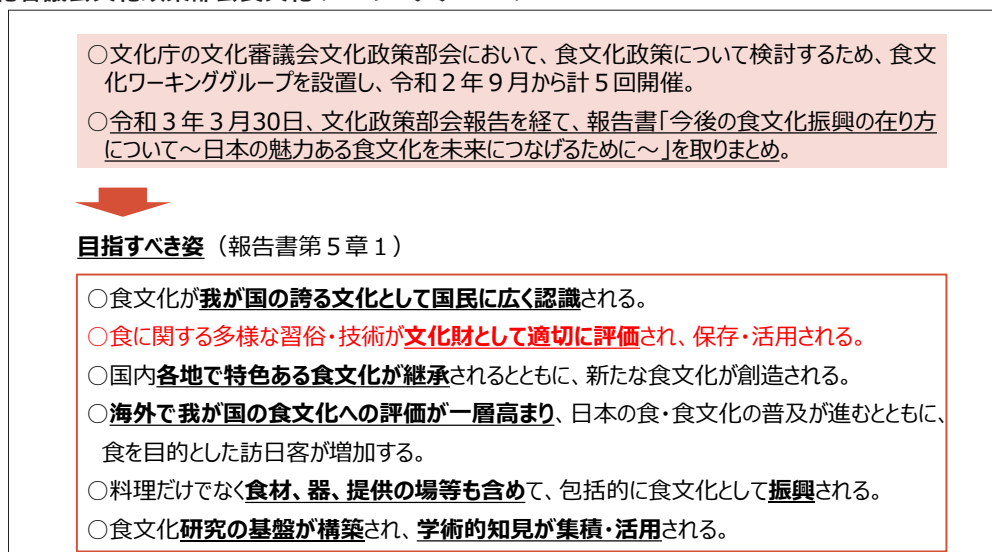 ○文化庁の文化審議会文化政策部会において、食文化政策について検討するため、食文
化ワーキンググループを設置し、令和２年９月から計５回開催。
○令和３年３月30日、文化政策部会報告を経て、報告書「今後の食文化振興の在り方
について～日本の魅力ある食文化を未来につなげるために～」を取りまとめ。
目指すべき姿（報告書第５章１）
○食文化が我が国の誇る文化として国民に広く認識される。
○食に関する多様な習俗・技術が文化財として適切に評価され、保存・活用される。
○国内各地で特色ある食文化が継承されるとともに、新たな食文化が創造される。
○海外で我が国の食文化への評価が一層高まり、日本の食・食文化の普及が進むとともに、
食を目的とした訪日客が増加する。
○料理だけでなく食材、器、提供の場等も含めて、包括的に食文化として振興される。
○食文化研究の基盤が構築され、学術的知見が集積・活用される。